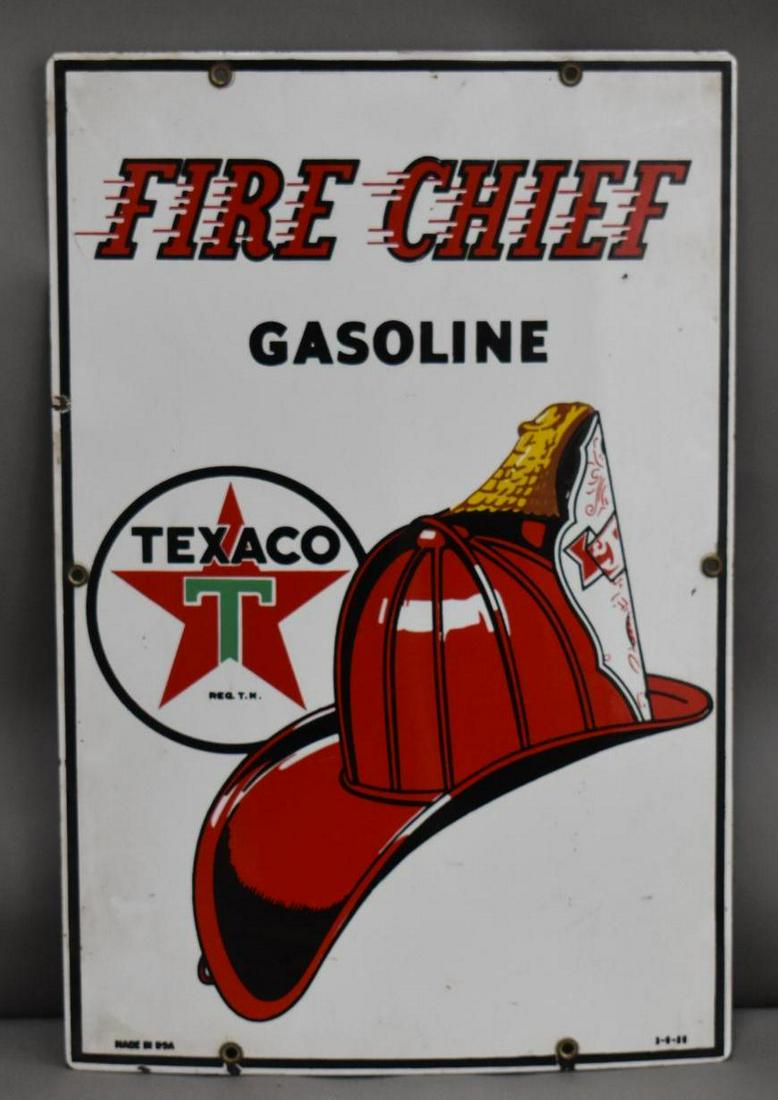 FIRE CHIEF
GASOLINE
TEXACO
T
REG. T. M.
T
MADE IN USA